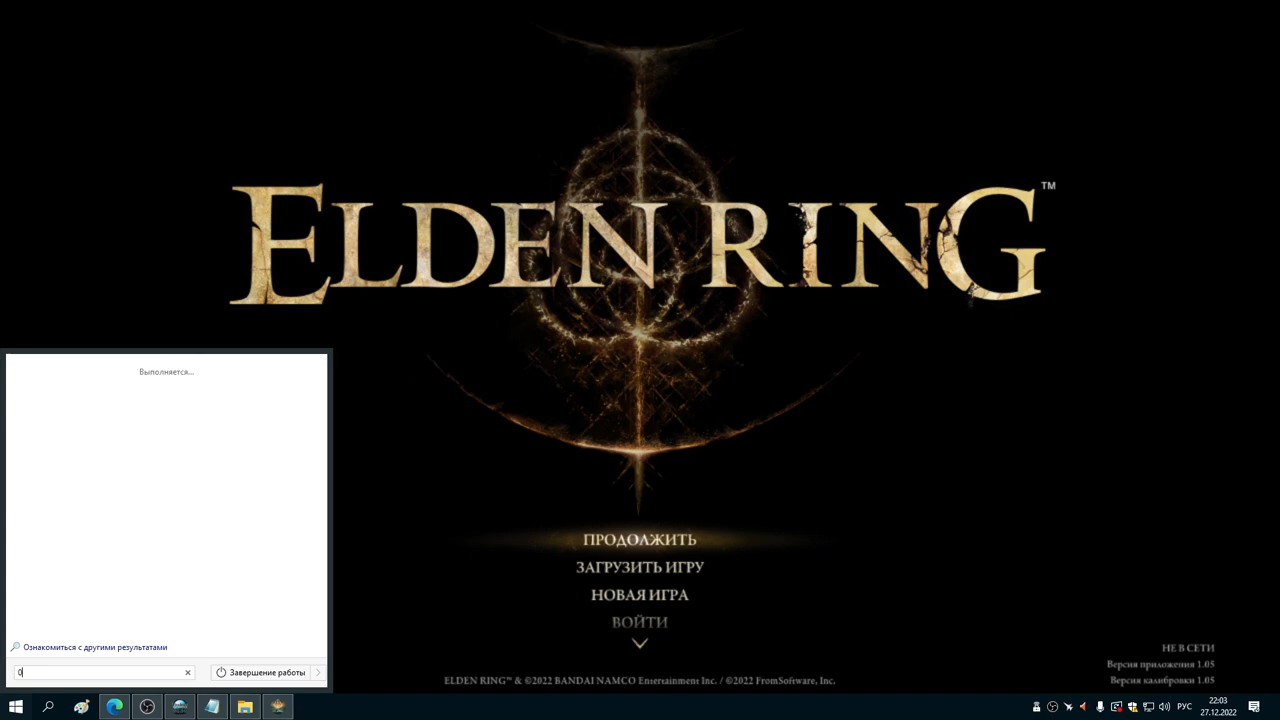 ELDEN RING™
Выполняется...
ПРОДОЛЖИТЬ
ЗАГРУЗИТЬ ИГРУ
НОВАЯ ИГРА
ВОЙТИ
Ознакомиться с другими результатами
0
Завершение работы
НЕ В СЕТИ
Версия приложения 1.05
Версия калибровки 1.05
ELDEN RING™ & ©2022 BANDAI NAMCO Entertainment Inc. / ©2022 FromSoftware, Inc.
РУС
22:03
27.12.2022